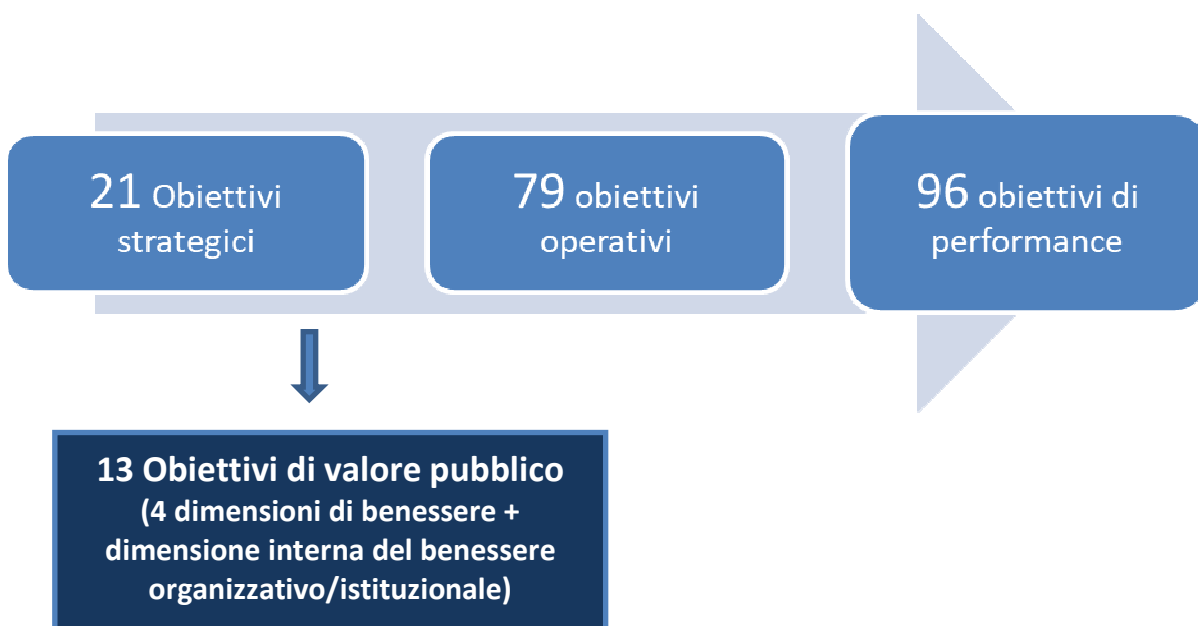 21 Obiettivi
strategici
79 obiettivi
operativi
96 obiettivi di
performance
13 Obiettivi di valore pubblico
(4 dimensioni di benessere +
dimensione interna del benessere
organizzativo/istituzionale)